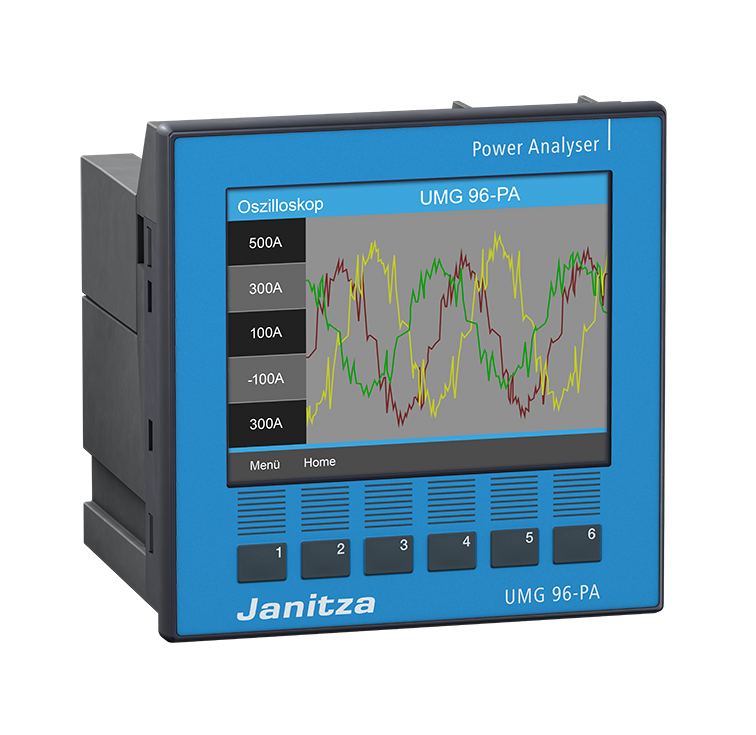 Power Analyser
Oszilloskop UMG 96-PA
500A
300A
100A
-100A
300A
Menü Home
1 2 3 4 5 6
Janitza UMG 96-PA